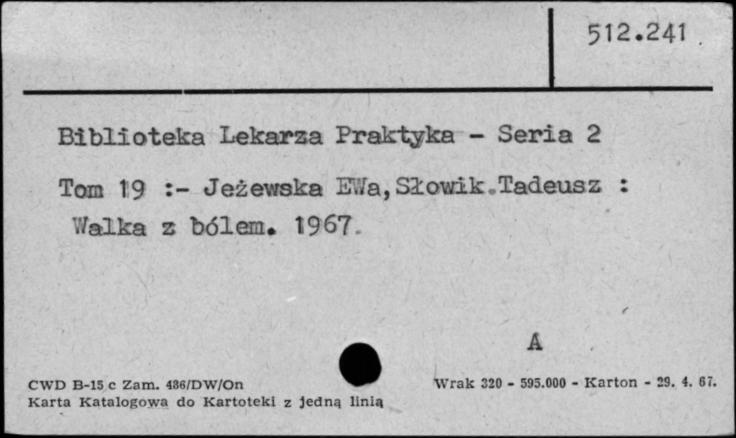 512.241
Biblioteka Lekarza Praktyka - Seria 2
Tom 19 :- Jeżewska EWa, Słowik.Tadeusz :
Walka z bólem. 1967.
A
CWD B-15 c Zam. 486/DW/On
Wrak 320 - 595.000 - Karton - 29. 4. 67.
Karta Katalogowa do Kartoteki z jedną linią